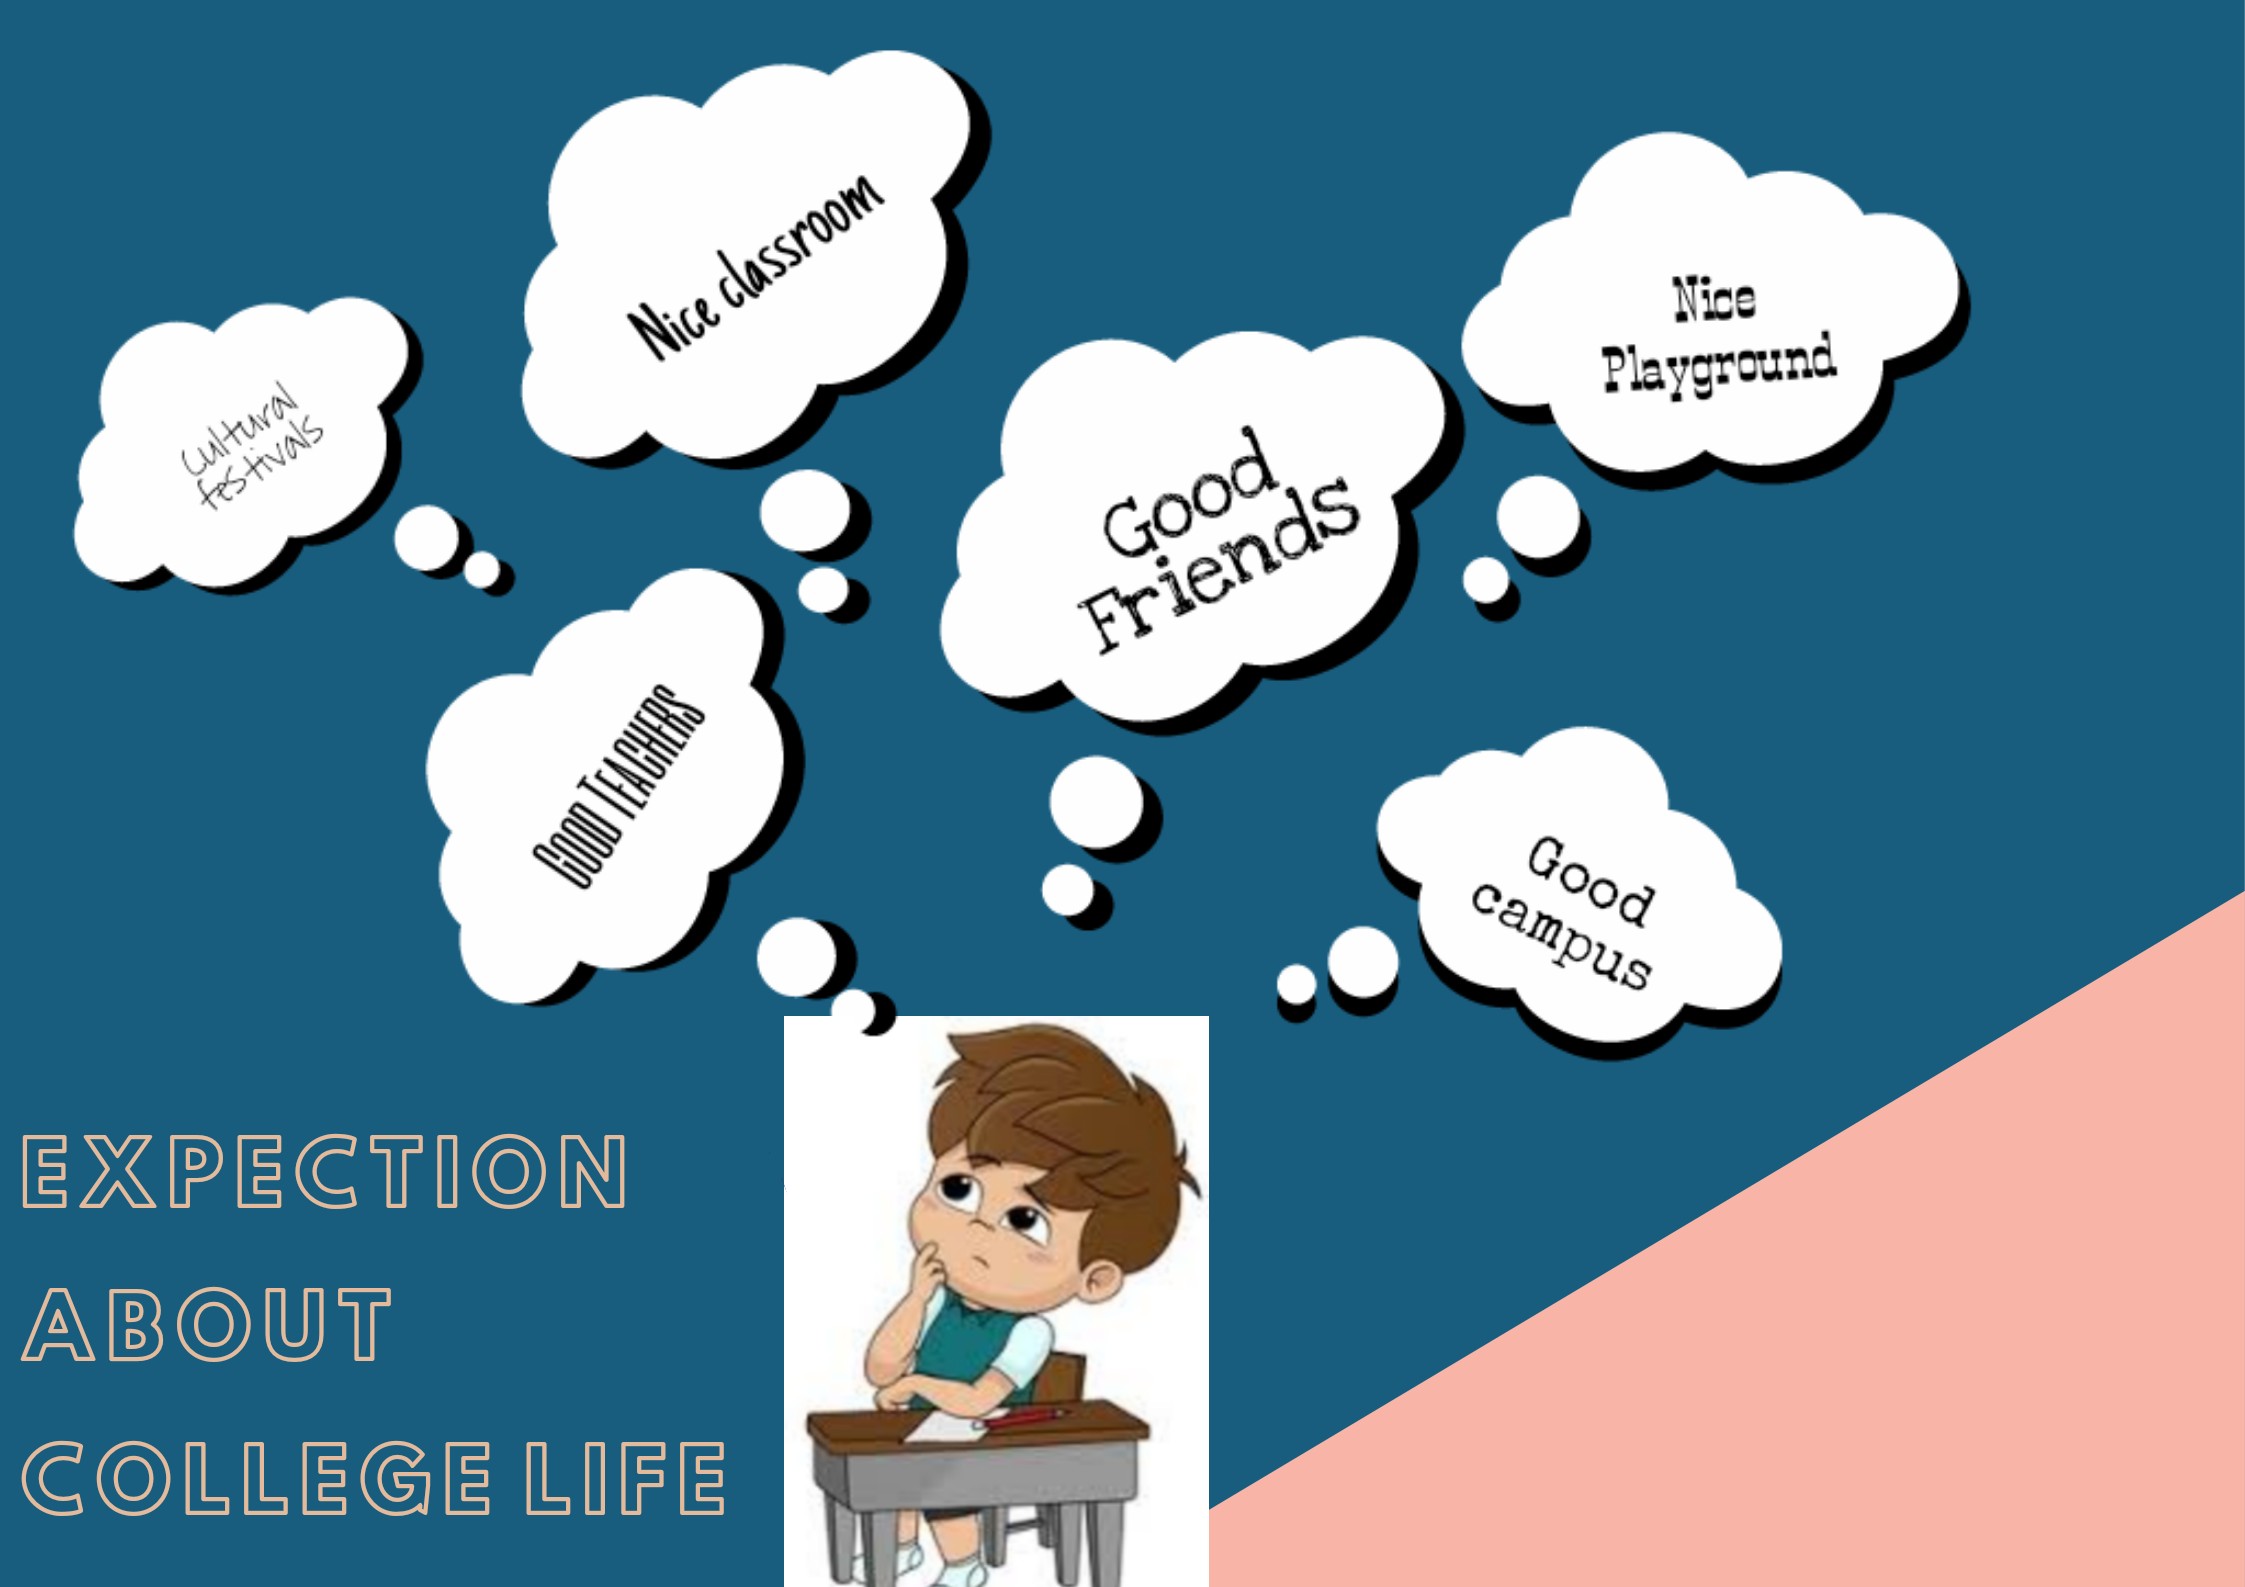 Nice classroom
Nice
Playground
cultural
festivals
Good
Friends
GOOD TEACHERS
Good
campus
EXPECTION
ABOUT
COLLEGE LIFE